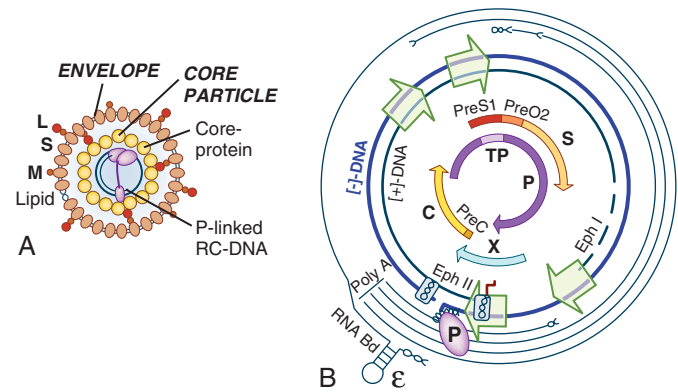 ENVELOPE
CORE
PARTICLE
L
S
M
Lipid
Core-
protein
P-linked
RC-DNA
A
[-]-DNA
[+]-DNA
PreS1
PreO2
S
TP
P
C
PreC
X
Eph I
Eph II
Poly A
P
RNA Bd
ε
B